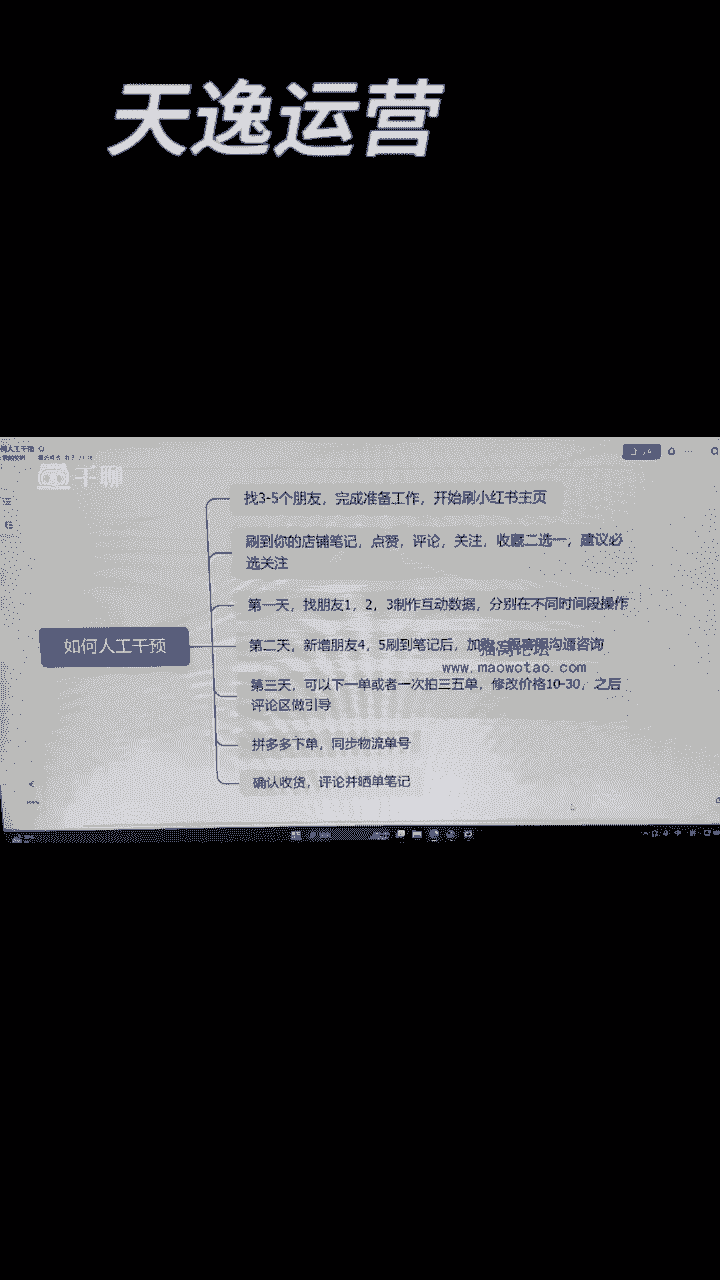 天逸运营
千聊
找3-5个朋友，完成准备工作，开始刷小红书主页
刷到你的店铺笔记，点赞，评论，关注，收藏二选一，建议必
选关注
第一天，找朋友1，2，3制作互动数据，分别在不同时间段操作
如何人工干预
第二天，新增朋友4，5刷到笔记后，加购，跟客服沟通咨询
猫窝论坛
www.maowotao.com
第三天，可以下一单或者一次拍三五单，修改价格10-30，之后
评论区做引导
拼多多下单，同步物流单号
确认收货，评论并晒单笔记